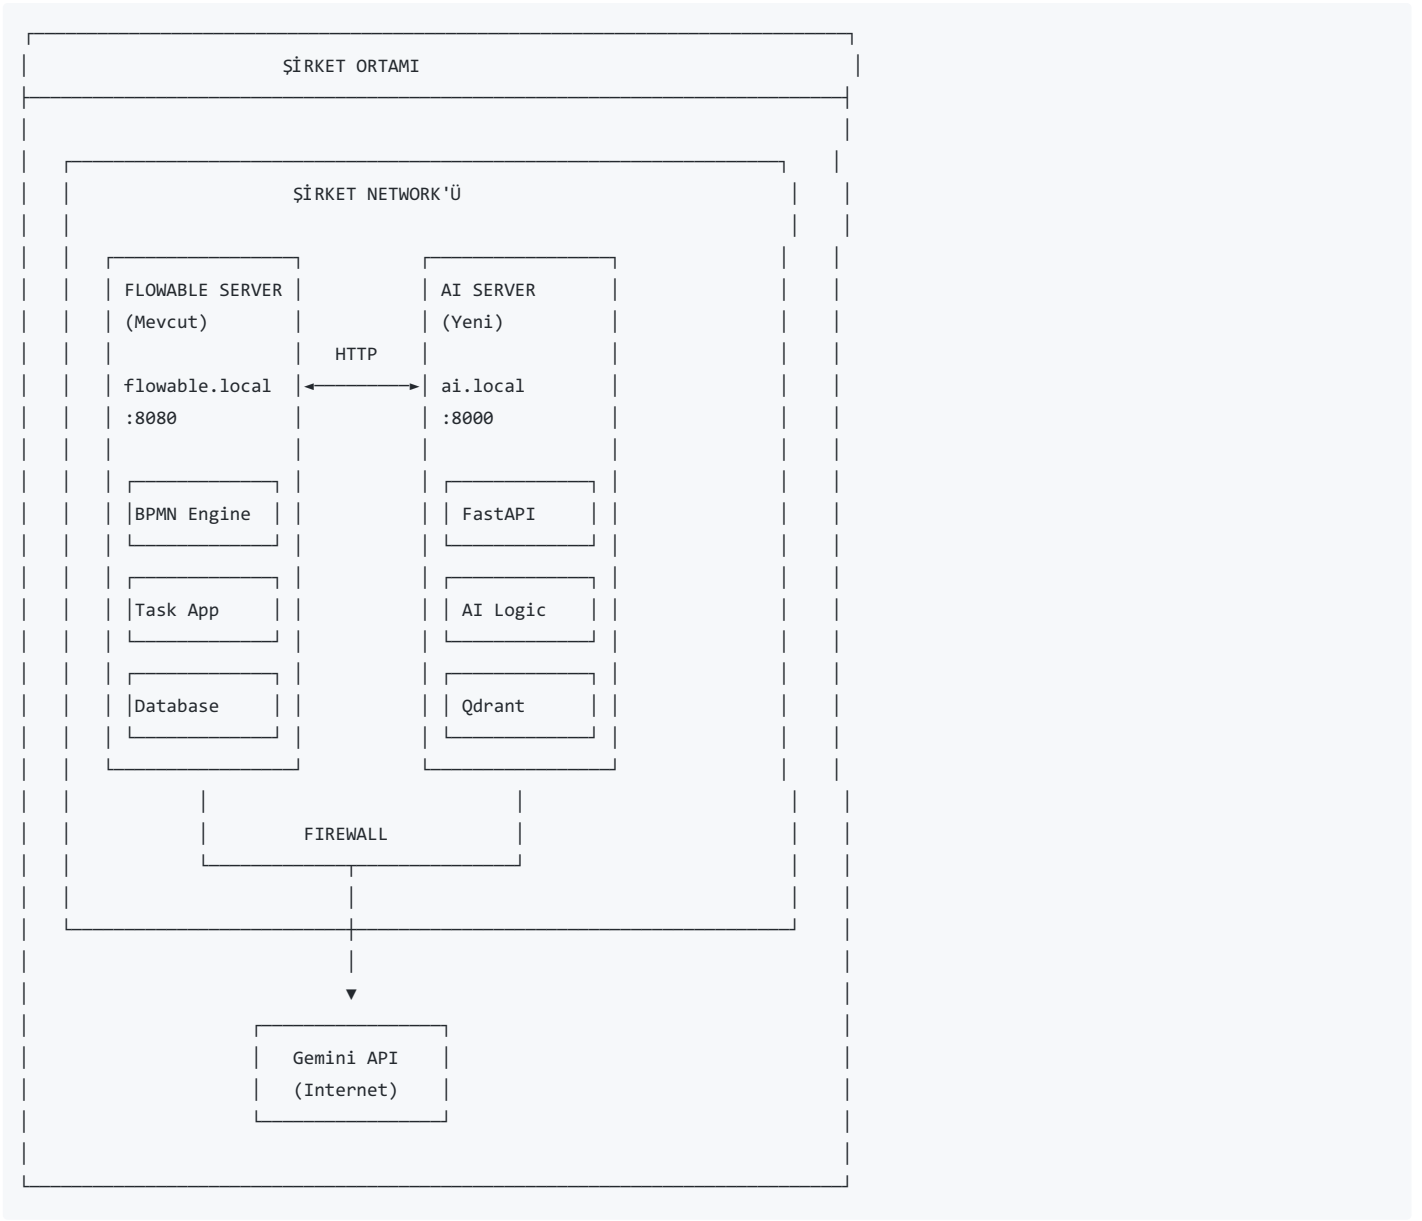 ŞİRKET ORTAMI
ŞİRKET NETWORK'Ü
FLOWABLE SERVER
AI SERVER
(Mevcut)
(Yeni)
HTTP
flowable.local
ai.local
:8080
:8000
BPMN Engine
FastAPI
Task App
AI Logic
Database
Qdrant
FIREWALL
Gemini API
(Internet)